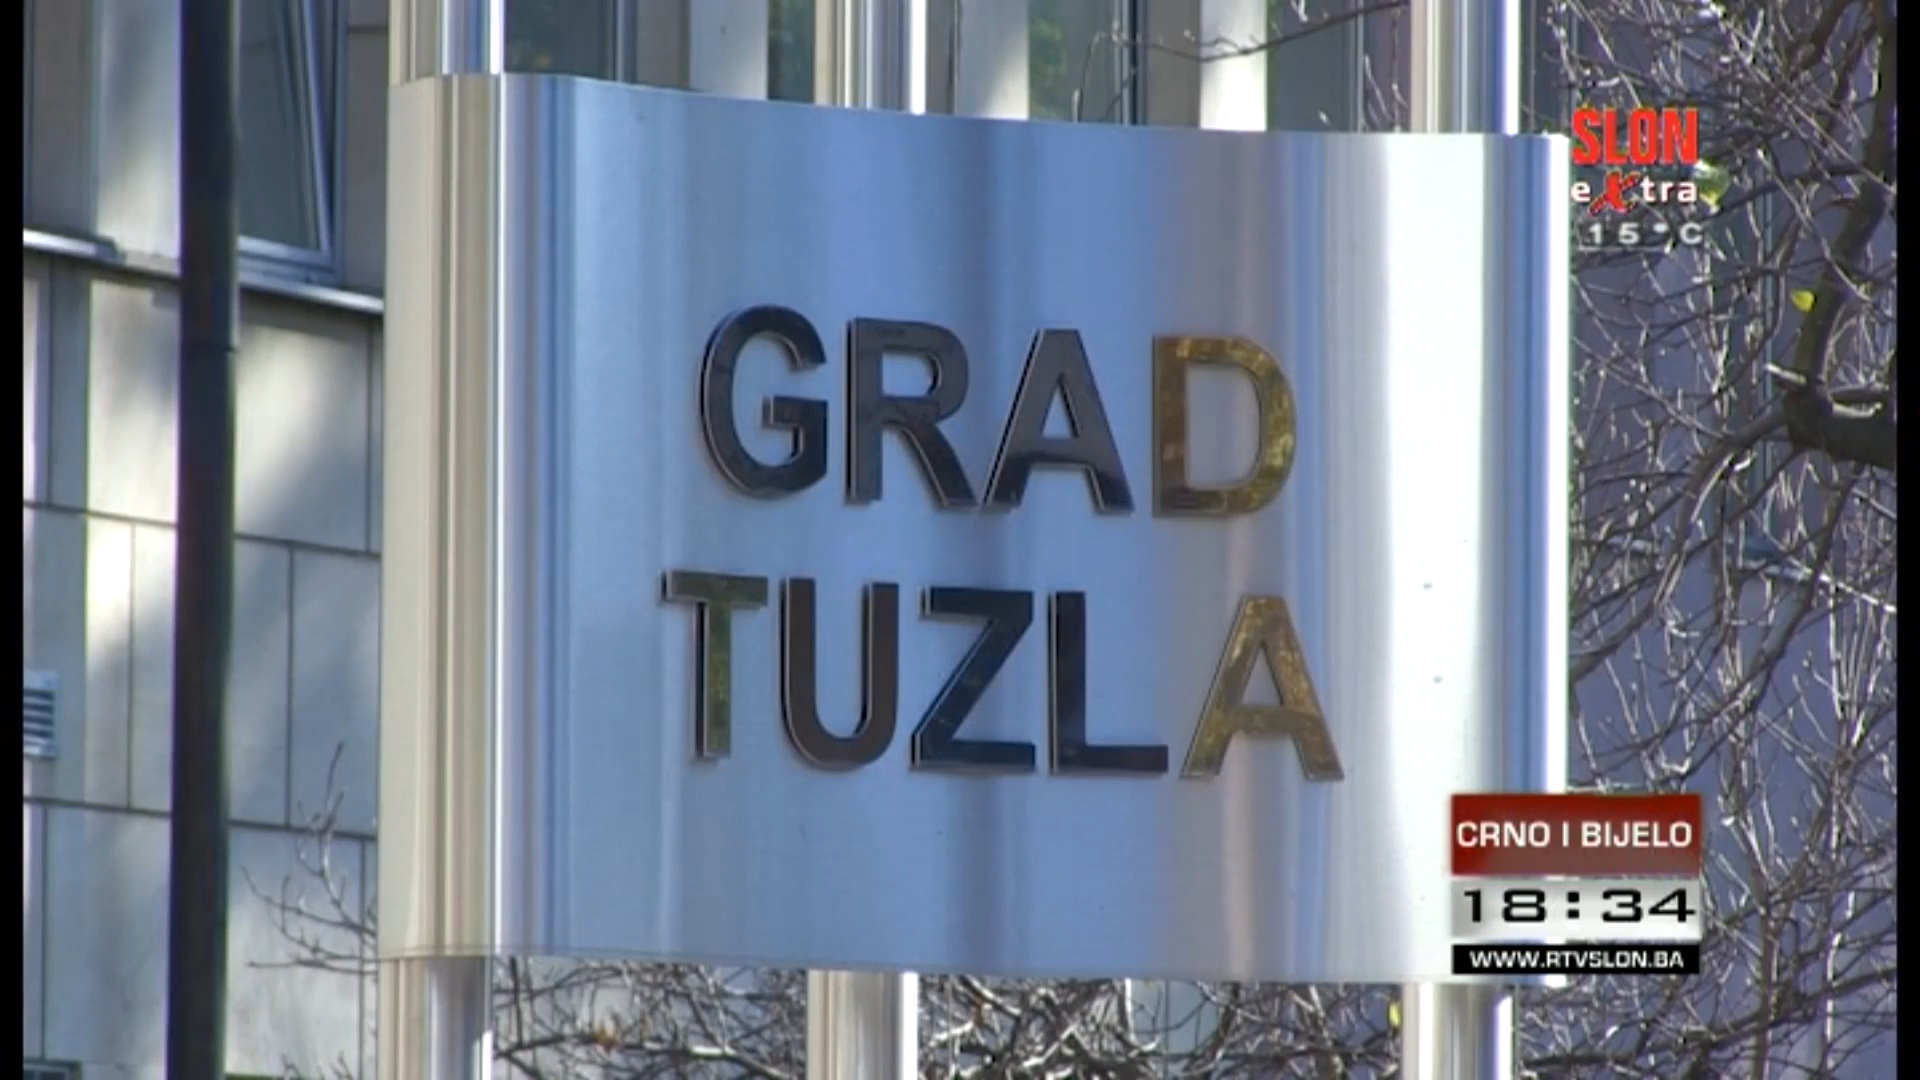 SLON
eXtra
15°C
GRAD
TUZLA
CRNO I BIJELO
18:34
WWW.RTVSLON.BA